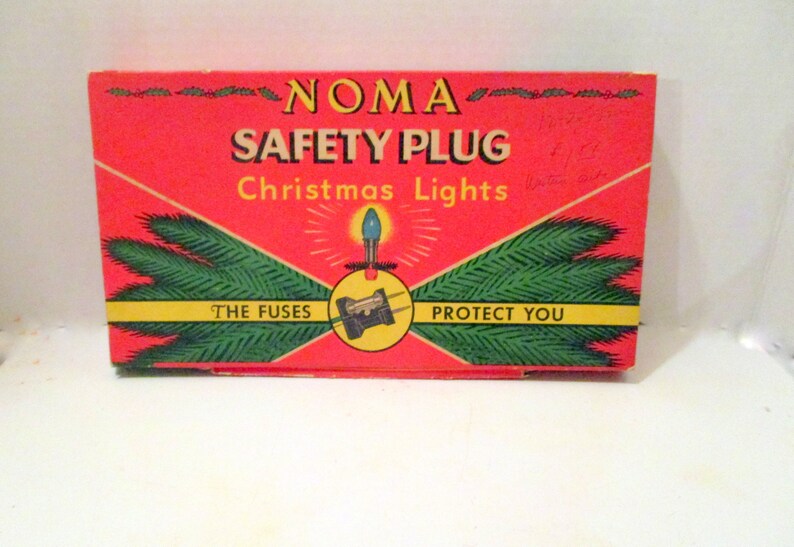 NOMA
SAFETY PLUG
Christmas Lights
THE FUSES PROTECT YOU